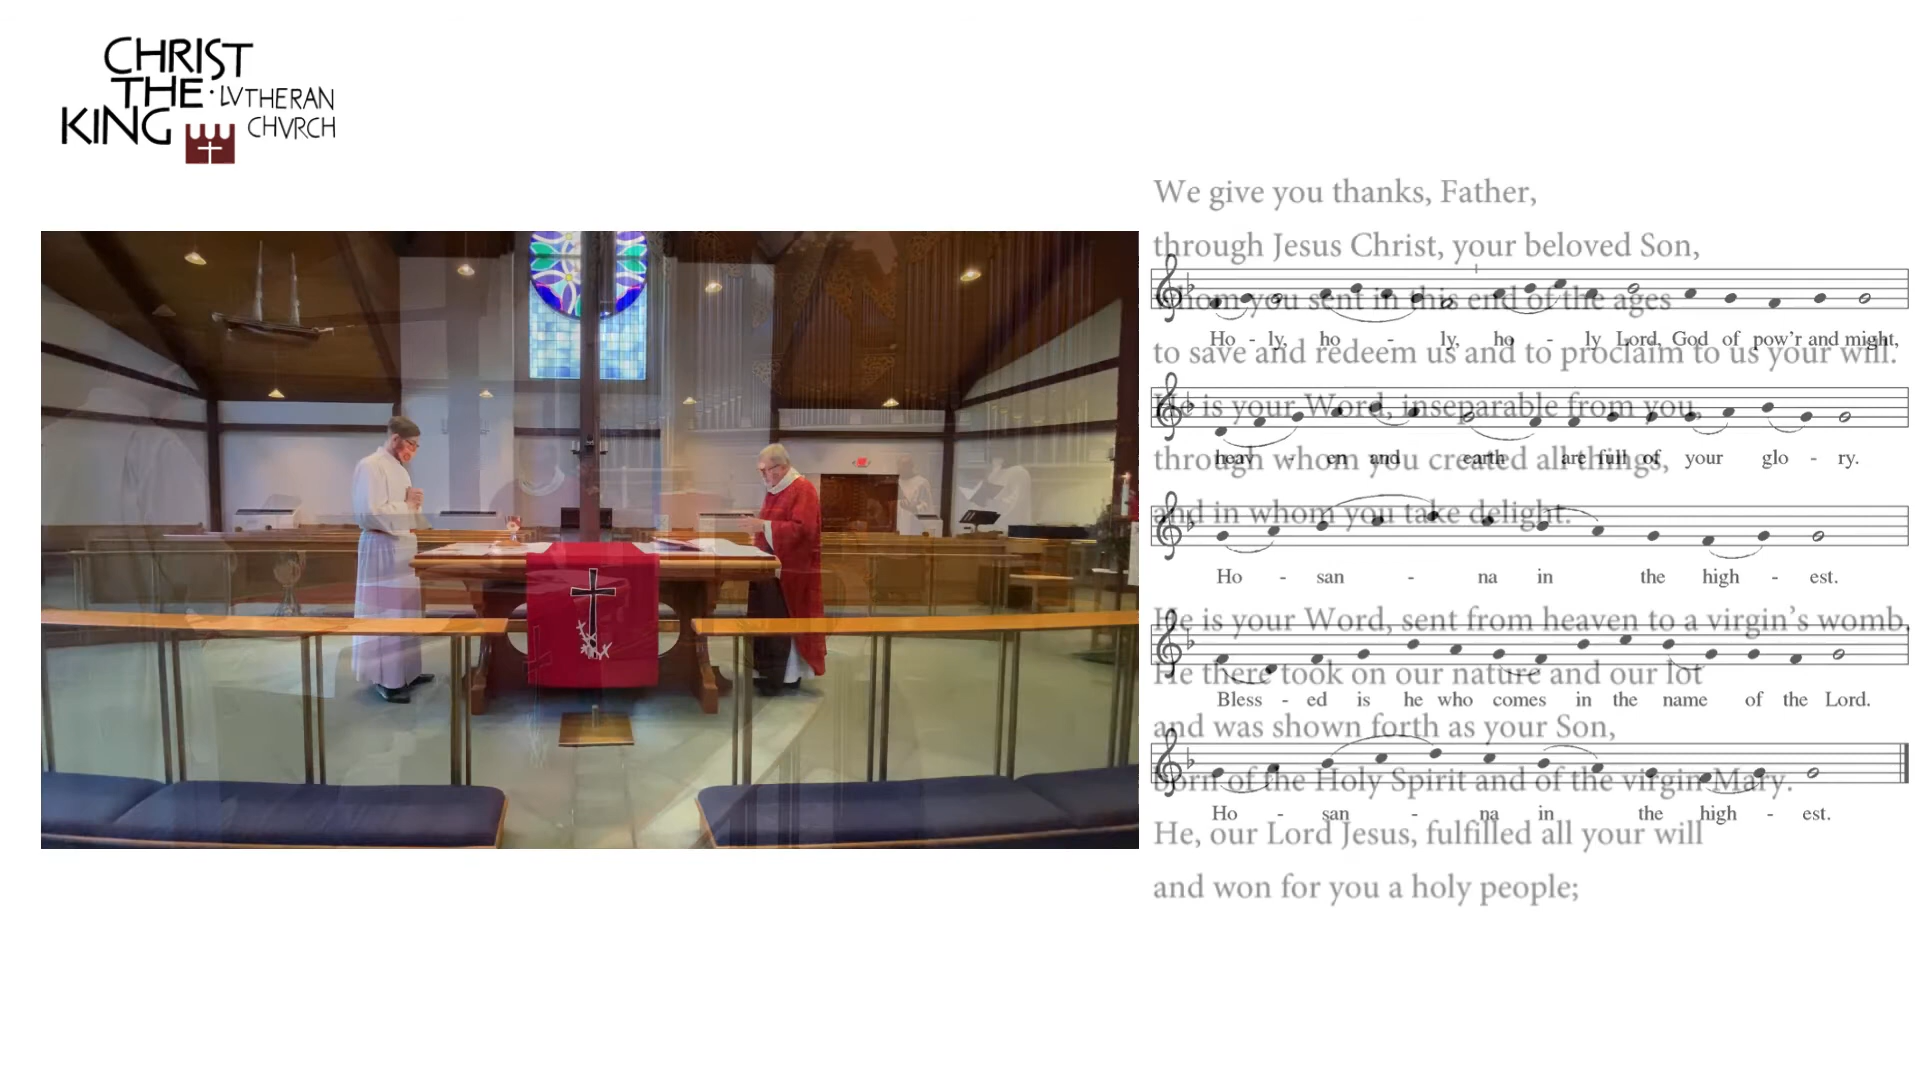 CHRIST
THE · LVTHERAN
KING CHVRCH
We give you thanks, Father,
through Jesus Christ, your beloved Son,
whom you sent in this end of the ages
to save and redeem us and to proclaim to us your will.
He is your Word, inseparable from you,
through whom you created all things,
and in whom you take delight.
He is your Word, sent from heaven to a virgin’s womb.
He there took on our nature and our lot
and was shown forth as your Son,
born of the Holy Spirit and of the virgin Mary.
He, our Lord Jesus, fulfilled all your will
and won for you a holy people;
Ho - ly, ho - ly, ho - ly Lord, God of pow’r and might,
heav - en and earth are full of your glo - ry.
Ho - san - na in the high - est.
Bless - ed is he who comes in the name of the Lord.
Ho - san - na in the high - est.